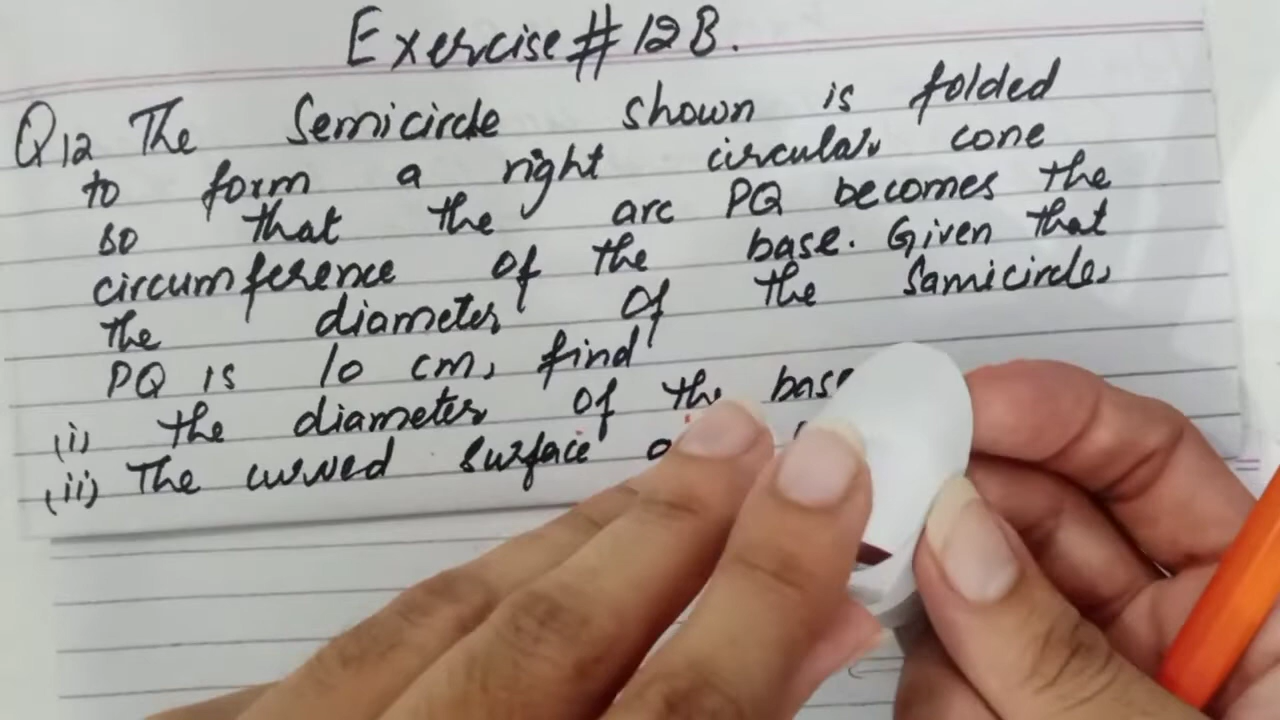 Exercise # 12B.
Q12 The Semicircle shown is folded
to form a right circular cone
so that the arc PQ becomes the
circumference of the base. Given that
the diameter of the Samicircle,
PQ is 10 cm, find
(i) the diameter of the base
(ii) The curved surface